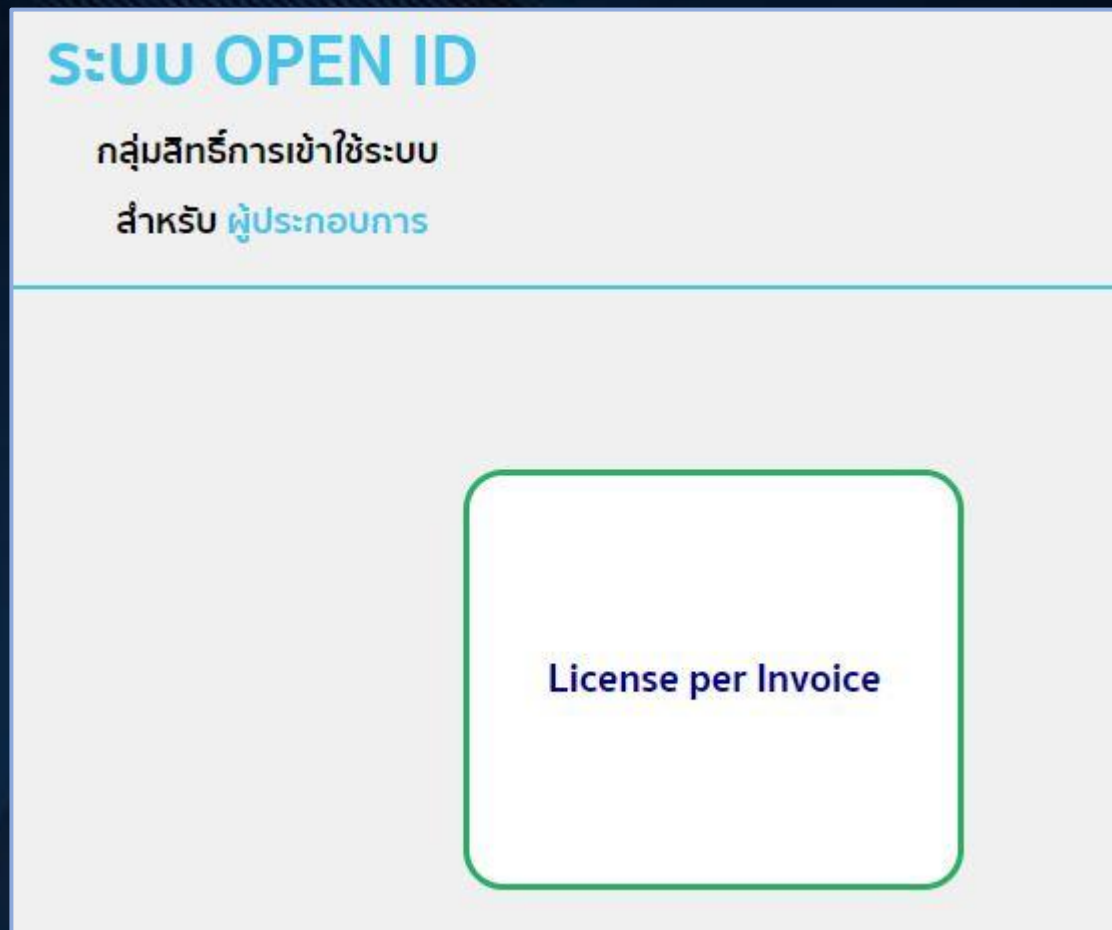 ระบบ OPEN ID
กลุ่มสิทธิ์การเข้าใช้ระบบ
สำหรับ ผู้ประกอบการ
License per Invoice